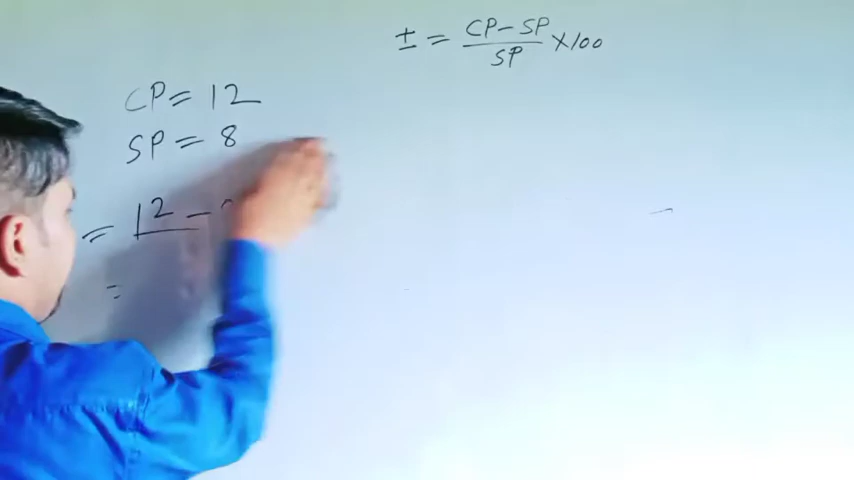 ± = CP - SP / SP × 100
CP = 12
SP = 8
= 12 -
=